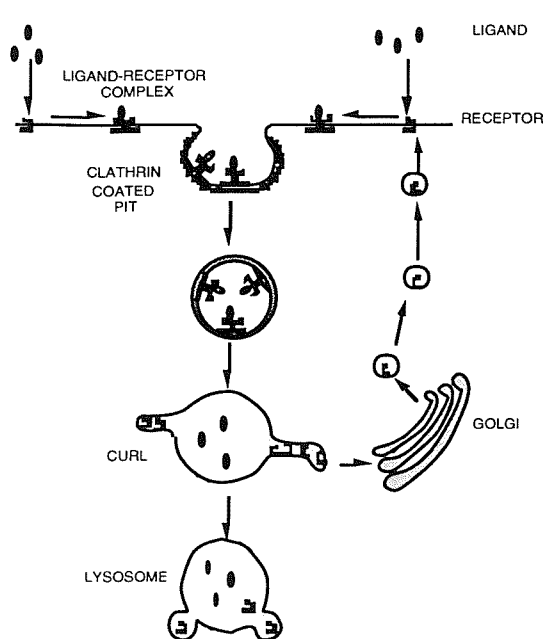 LIGAND
LIGAND-RECEPTOR
COMPLEX
RECEPTOR
CLATHRIN
COATED
PIT
CURL
GOLGI
LYSOSOME